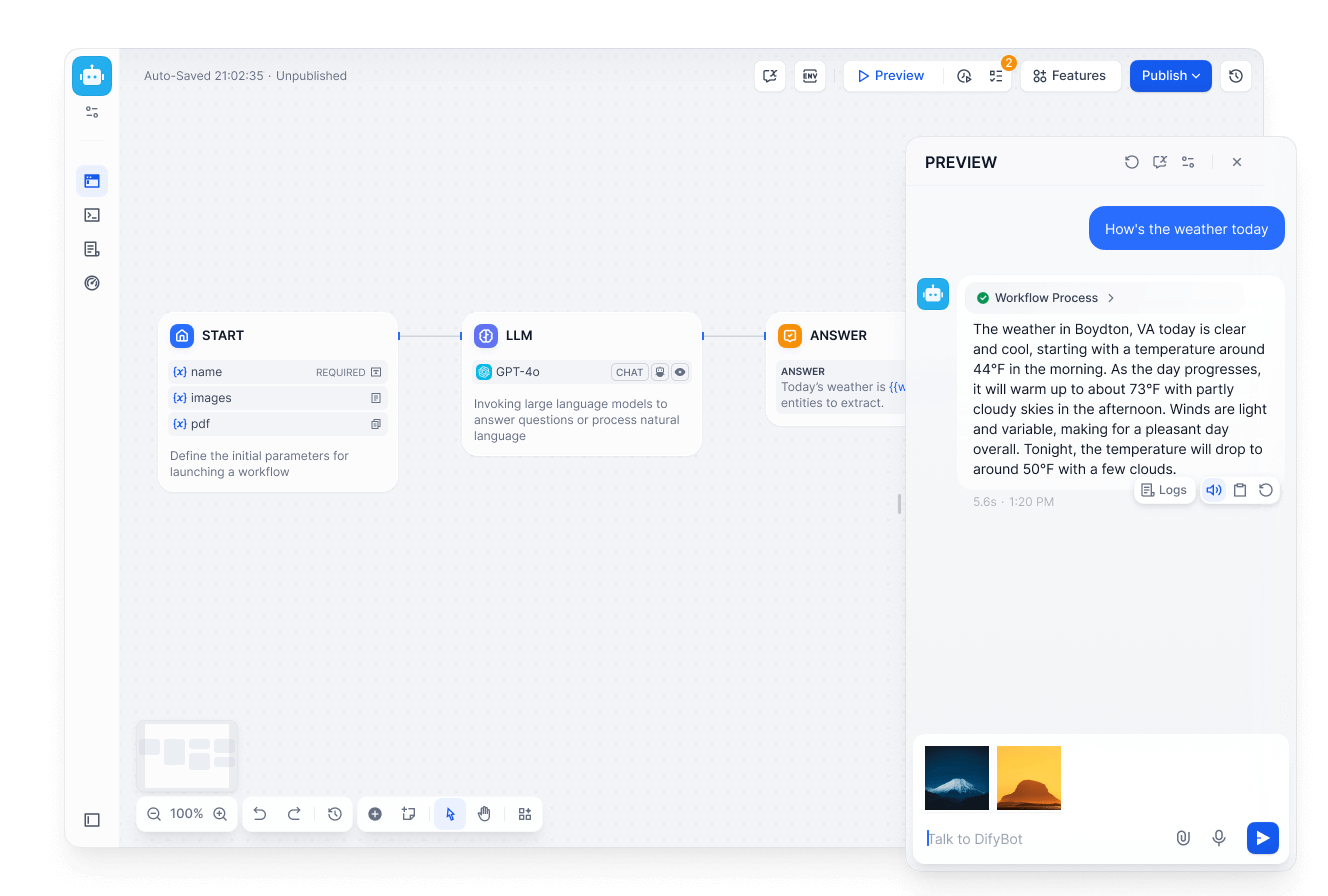 Auto-Saved 21:02:35 · Unpublished
ENV
Preview
2
Features
Publish
START
{x} name REQUIRED
{x} images
{x} pdf
Define the initial parameters for
launching a workflow
LLM
GPT-4o CHAT
Invoking large language models to
answer questions or process natural
language
ANSWER
ANSWER
Today's weather is {{w
entities to extract.
100%
PREVIEW
How's the weather today
Workflow Process
The weather in Boydton, VA today is clear
and cool, starting with a temperature around
44°F in the morning. As the day progresses,
it will warm up to about 73°F with partly
cloudy skies in the afternoon. Winds are light
and variable, making for a pleasant day
overall. Tonight, the temperature will drop to
around 50°F with a few clouds.
Logs
5.6s · 1:20 PM
Talk to DifyBot